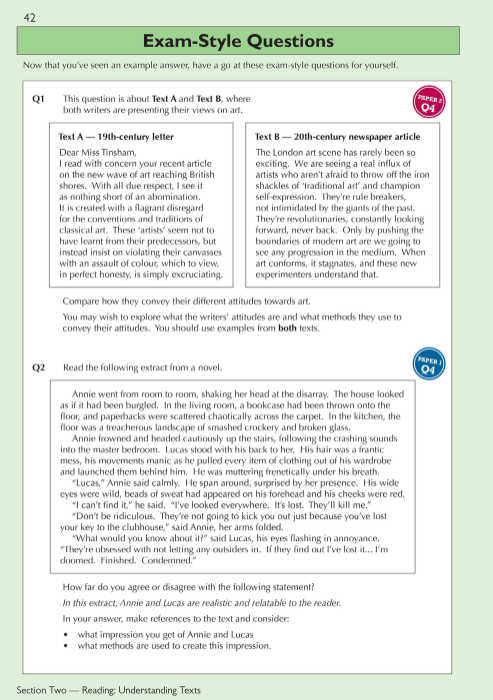 42
Exam-Style Questions
Now that you've seen an example answer, have a go at these exam-style questions for yourself.
Q1 This question is about Text A and Text B, where
both writers are presenting their views on art.
PAPER 2
Q4
Text A — 19th-century letter
Dear Miss Tinsham,
I read with concern your recent article
on the new wave of art reaching British
shores. With all due respect, I see it
as nothing short of an abomination.
It is created with a flagrant disregard
for the conventions and traditions of
classical art. These 'artists' seem not to
have learnt from their predecessors, but
instead insist on violating their canvasses
with an assault of colour, which to view,
in perfect honesty, is simply excruciating.
Text B — 20th-century newspaper article
The London art scene has rarely been so
exciting. We are seeing a real influx of
artists who aren't afraid to throw off the iron
shackles of 'traditional art' and champion
self-expression. They're rule breakers,
not intimidated by the giants of the past.
They're revolutionaries, constantly looking
forward, never back. Only by pushing the
boundaries of modern art are we going to
see any progression in the medium. When
art conforms, it stagnates, and these new
experimenters understand that.
Compare how they convey their different attitudes towards art.
You may wish to explore what the writers' attitudes are and what methods they use to
convey their attitudes. You should use examples from both texts.
Q2 Read the following extract from a novel.
PAPER 1
Q4
Annie went from room to room, shaking her head at the disarray. The house looked
as if it had been burgled. In the living room, a bookcase had been thrown onto the
floor, and paperbacks were scattered chaotically across the carpet. In the kitchen, the
floor was a treacherous landscape of smashed crockery and broken glass.
Annie frowned and headed cautiously up the stairs, following the crashing sounds
into the master bedroom. Lucas stood with his back to her. His hair was a frantic
mess, his movements manic as he pulled every item of clothing out of his wardrobe
and launched them behind him. He was muttering frenetically under his breath.
"Lucas," Annie said calmly. He span around, surprised by her presence. His wide
eyes were wild, beads of sweat had appeared on his forehead and his cheeks were red.
"I can't find it," he said. "I've looked everywhere. It's lost. They'll kill me."
"Don't be ridiculous. They're not going to kick you out just because you've lost
your key to the clubhouse," said Annie, her arms folded.
"What would you know about it?" said Lucas, his eyes flashing in annoyance.
"They're obsessed with not letting any outsiders in. If they find out I've lost it... I'm
doomed. Finished. Condemned."
How far do you agree or disagree with the following statement?
In this extract, Annie and Lucas are realistic and relatable to the reader.
In your answer, make references to the text and consider:
• what impression you get of Annie and Lucas
• what methods are used to create this impression.
Section Two — Reading: Understanding Texts